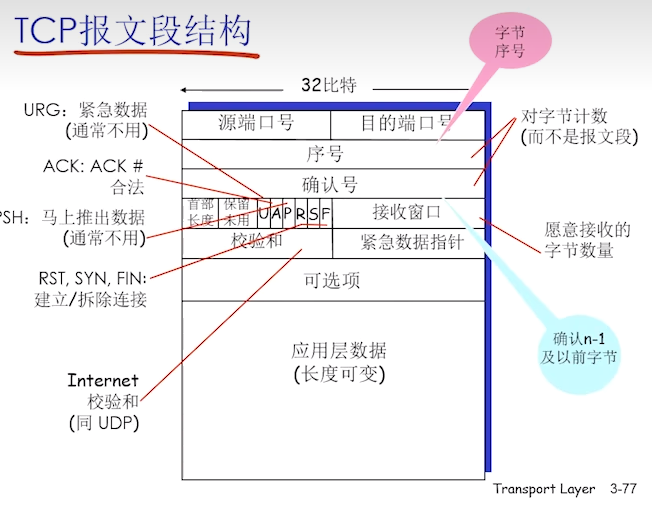 TCP报文段结构
字节
序号
32比特
URG：紧急数据
(通常不用)
源端口号
目的端口号
对字节计数
(而不是报文段)
序号
ACK: ACK #
合法
确认号
首部
长度
保留
未用
U A P R S F
接收窗口
PSH：马上推出数据
(通常不用)
愿意接收的
字节数量
校验和
紧急数据指针
RST, SYN, FIN:
建立/拆除连接
可选项
确认n-1
及以前字节
应用层数据
(长度可变)
Internet
校验和
(同 UDP)
Transport Layer 3-77